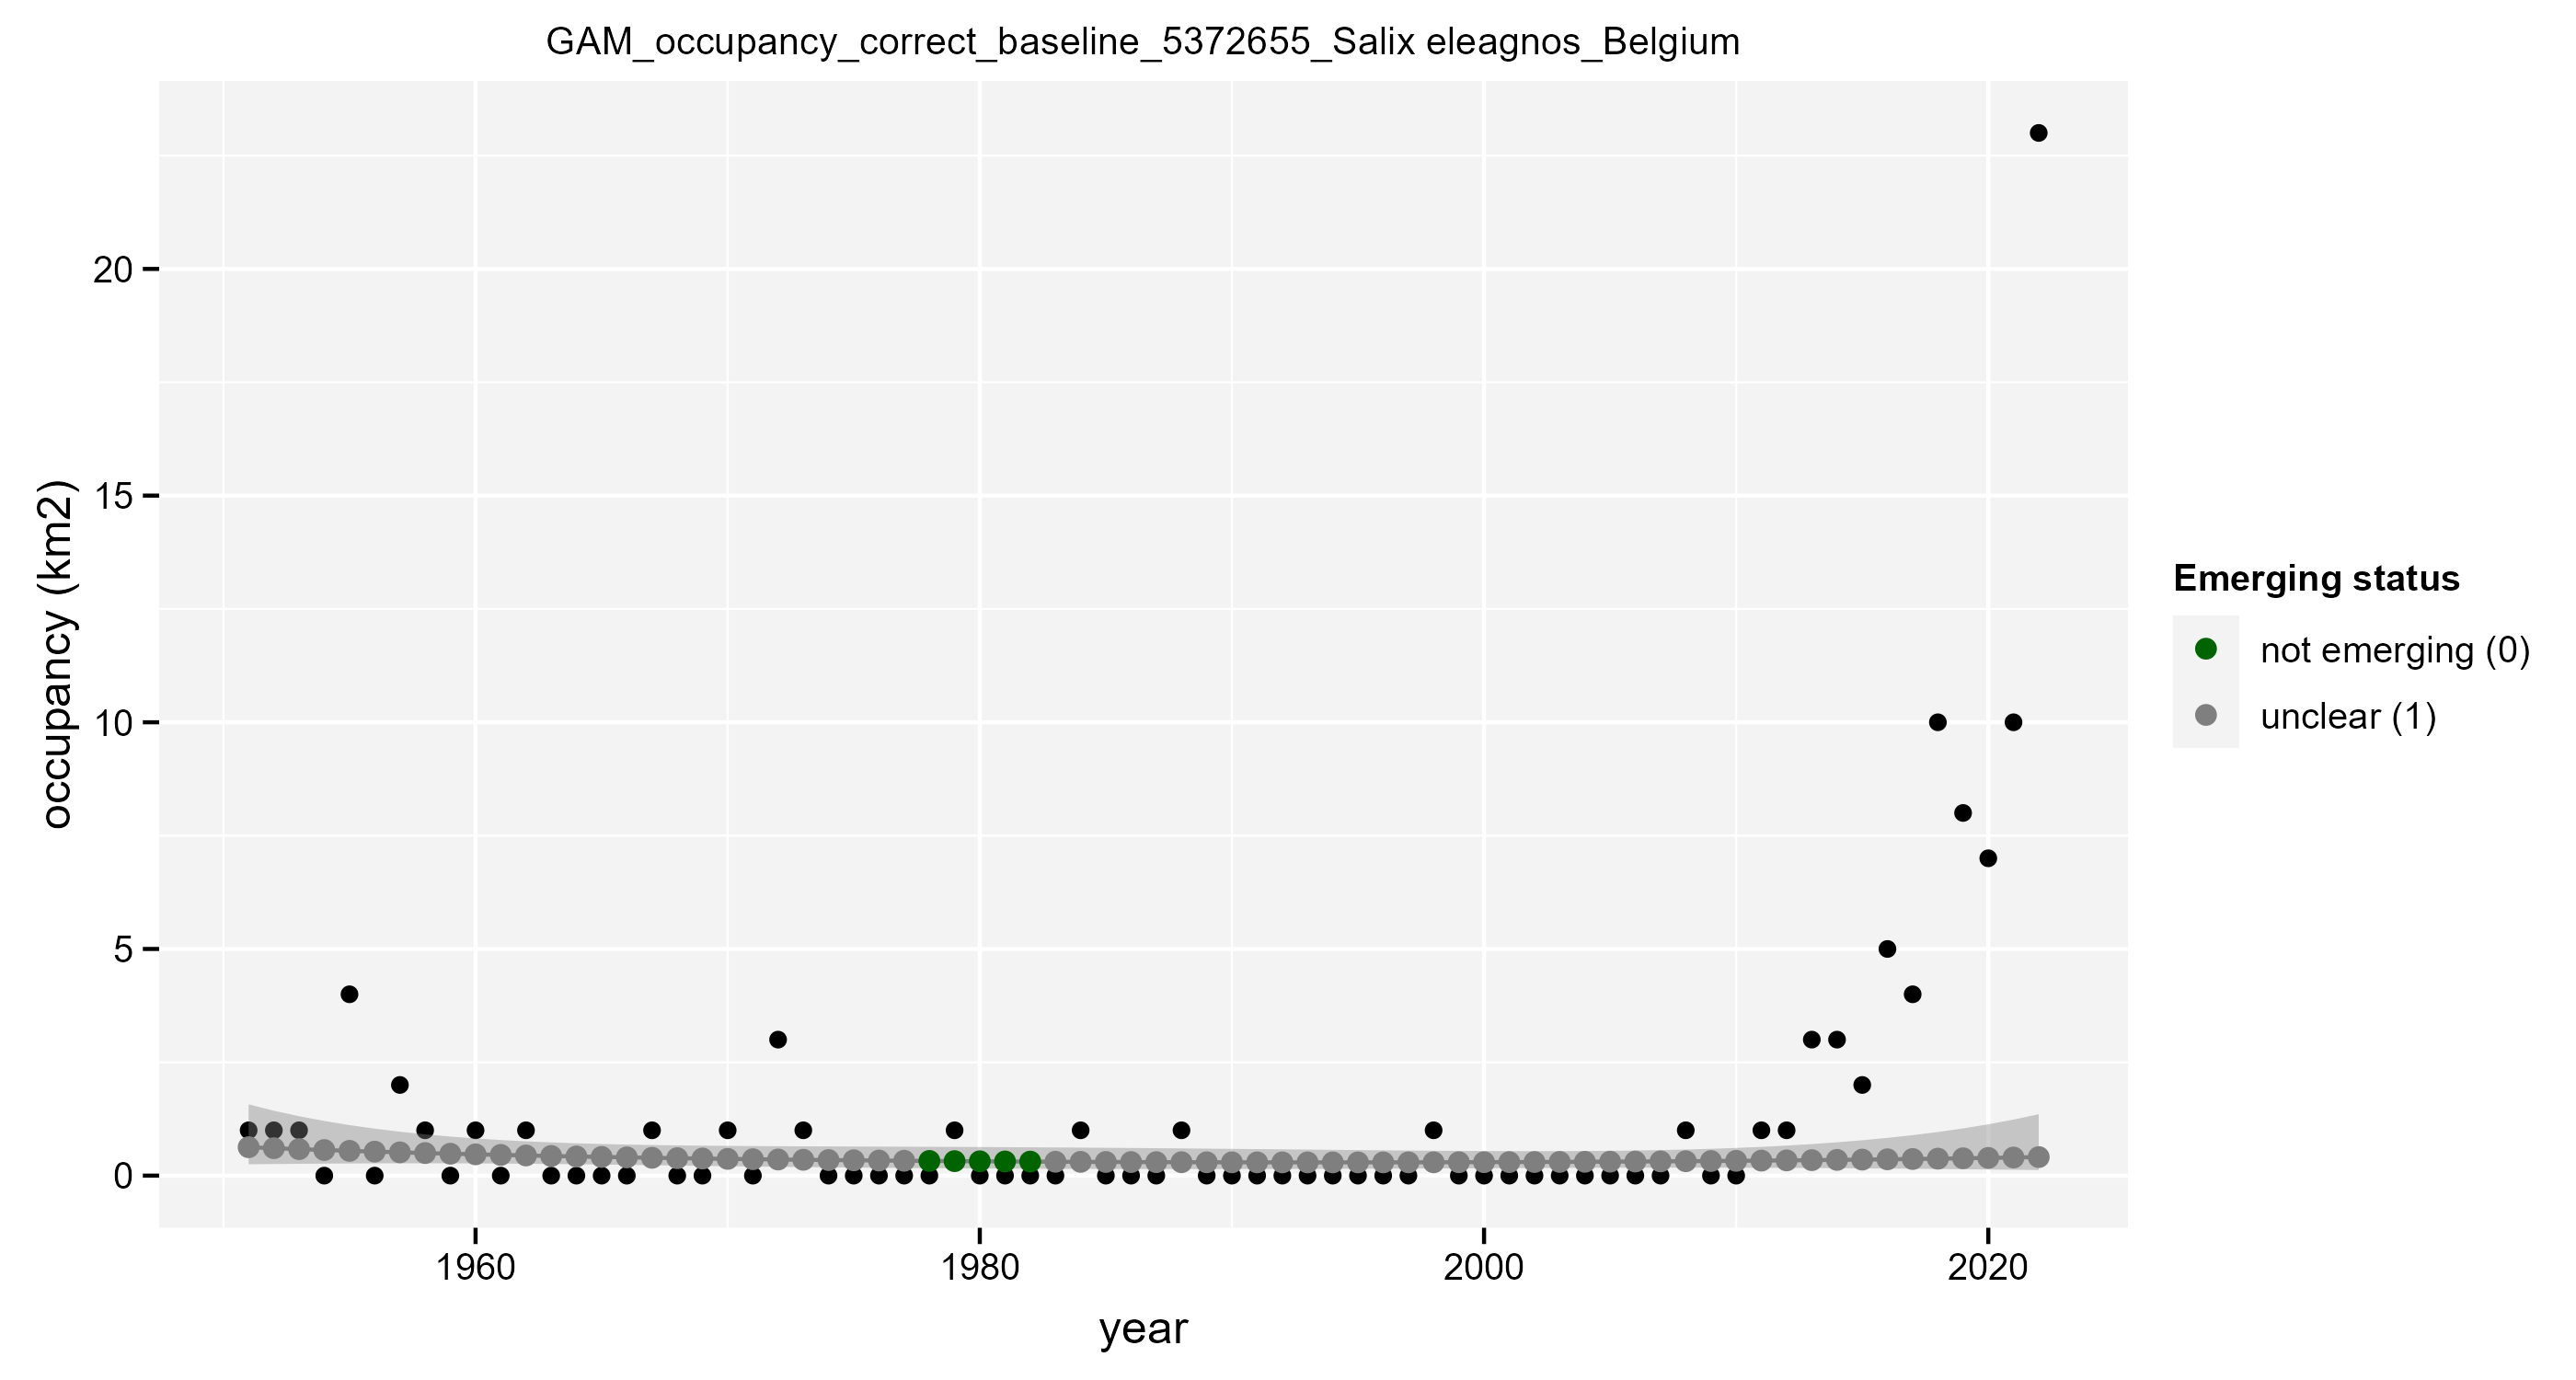 GAM_occupancy_correct_baseline_5372655_Salix eleagnos_Belgium
20
15
10
5
0
occupancy (km2)
1960
1980
2000
2020
year
Emerging status
not emerging (0)
unclear (1)